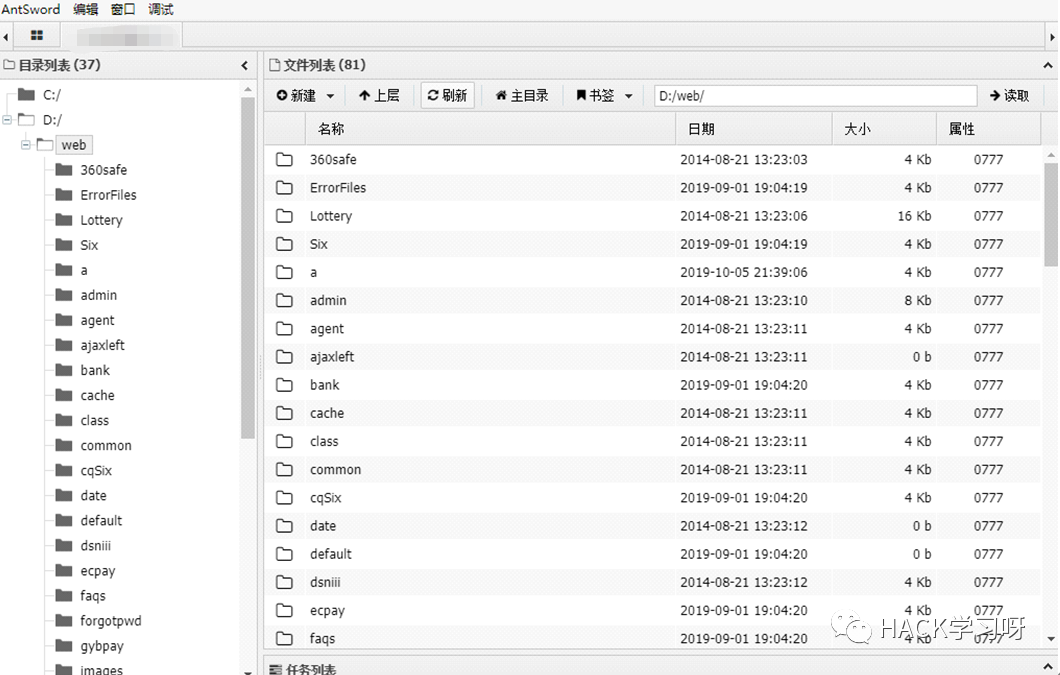 AntSword 编辑 窗口 调试
目录列表 (37)
C:/
D:/
web
360safe
ErrorFiles
Lottery
Six
a
admin
agent
ajaxleft
bank
cache
class
common
cqSix
date
default
dsniii
ecpay
faqs
forgotpwd
gybpay
images
文件列表 (81)
新建 上层 刷新 主目录 书签 D:/web/ 读取
名称 日期 大小 属性
360safe 2014-08-21 13:23:03 4 Kb 0777
ErrorFiles 2019-09-01 19:04:19 4 Kb 0777
Lottery 2014-08-21 13:23:06 16 Kb 0777
Six 2019-09-01 19:04:19 4 Kb 0777
a 2019-10-05 21:39:06 4 Kb 0777
admin 2014-08-21 13:23:10 8 Kb 0777
agent 2014-08-21 13:23:11 4 Kb 0777
ajaxleft 2014-08-21 13:23:11 0 b 0777
bank 2019-09-01 19:04:20 4 Kb 0777
cache 2014-08-21 13:23:11 4 Kb 0777
class 2014-08-21 13:23:11 4 Kb 0777
common 2014-08-21 13:23:11 4 Kb 0777
cqSix 2019-09-01 19:04:20 4 Kb 0777
date 2014-08-21 13:23:12 0 b 0777
default 2019-09-01 19:04:20 0 b 0777
dsniii 2014-08-21 13:23:12 4 Kb 0777
ecpay 2019-09-01 19:04:20 4 Kb 0777
faqs 2019-09-01 19:04:20 4 Kb 0777
HACK学习呀
任务列表